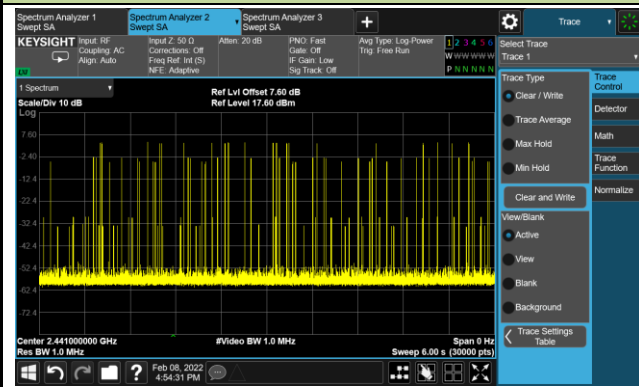 Spectrum Analyzer 1
Swept SA
Spectrum Analyzer 2
Swept SA
Spectrum Analyzer 3
Swept SA
+
Trace
KEYSIGHT
Input: RF
Coupling: AC
Align: Auto
Input Z: 50 Ω
Corrections: Off
Freq Ref: Int (S)
NFE: Adaptive
Atten: 20 dB
PNO: Fast
Gate: Off
IF Gain: Low
Sig Track: Off
Avg Type: Log-Power
Trig: Free Run
1 2 3 4 5 6
W W W W W W
P N N N N N
LXI
Select Trace
Trace 1
1 Spectrum
Scale/Div 10 dB
Ref Lvl Offset 7.60 dB
Ref Level 17.60 dBm
Log
7.60
-2.40
-12.4
-22.4
-32.4
-42.4
-52.4
-62.4
-72.4
Center 2.441000000 GHz
Res BW 1.0 MHz
#Video BW 1.0 MHz
Span 0 Hz
Sweep 6.00 s (30000 pts)
Trace Type
Clear / Write
Trace Average
Max Hold
Min Hold
Clear and Write
View/Blank
Active
View
Blank
Background
Trace Settings
Table
Trace
Control
Detector
Math
Trace
Function
Normalize
?
Feb 08, 2022
4:54:31 PM